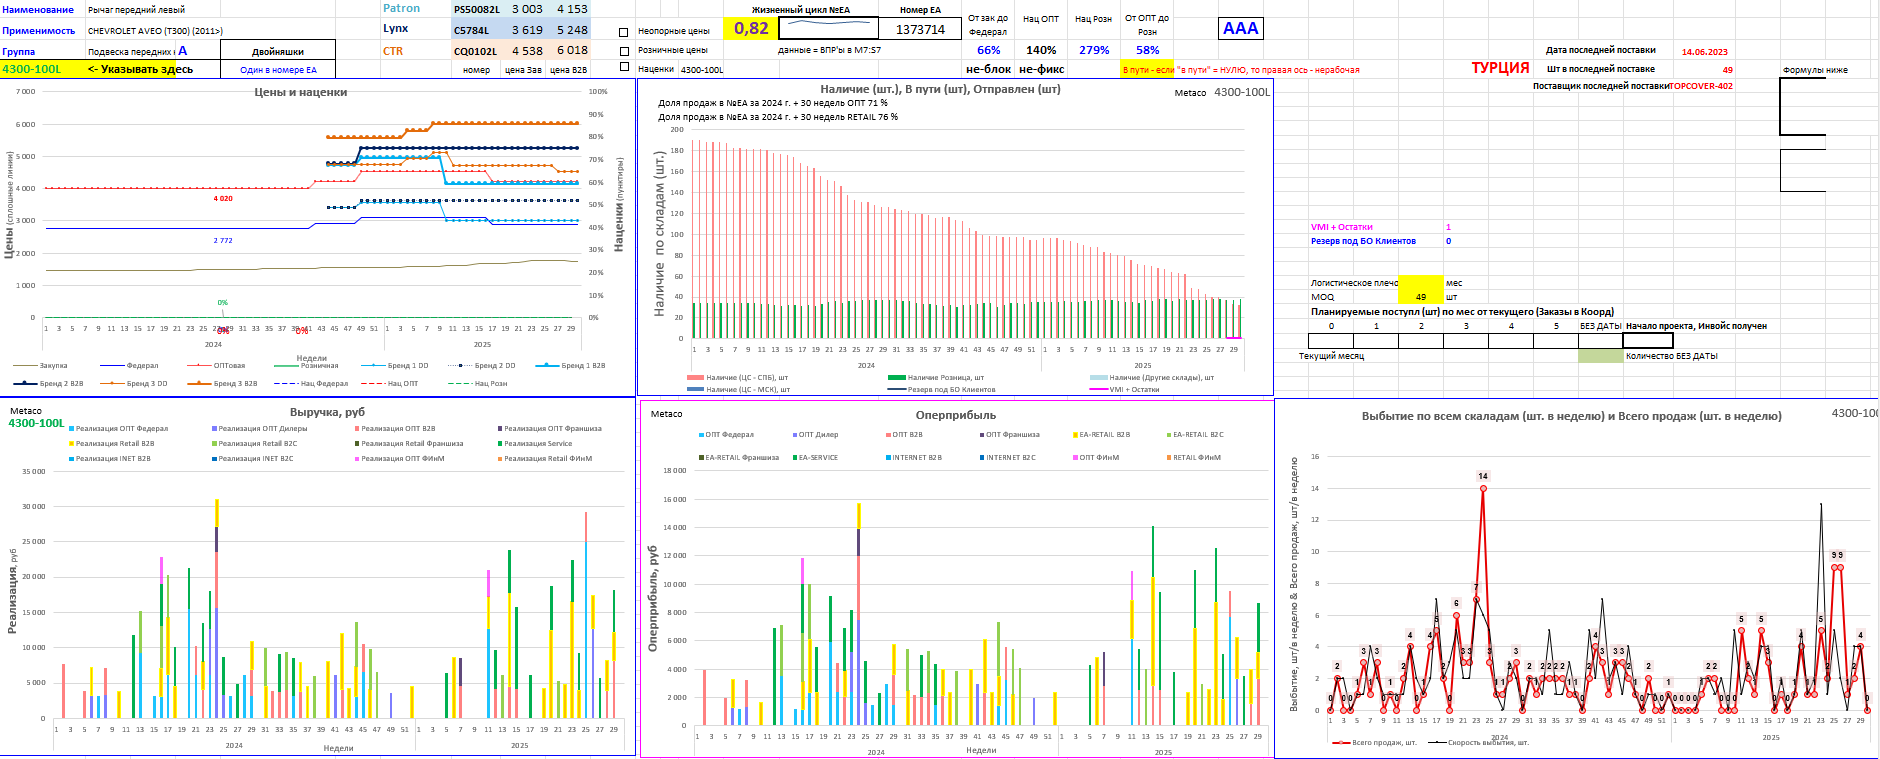 Наименование Рычаг передний левый Patron PS50082L 3 003 4 153
Применимость CHEVROLET AVEO (T300) (2011>) Lynx C5784L 3 619 5 248
Группа Подвеска передних A Двойняшки CTR CQ0102L 4 538 6 018
4300-100L <- Указывать здесь Один в номере EA номер цена Зав цена B2B
Жизненный цикл №EA Номер EA
Неопорные цены 0,82 1373714
Розничные цены данные = ВПР'ы в M7:S7
Наценки 4300-100L
От зак до Федерал Нац ОПТ Нац Розн От ОПТ до Розн AAA
66% 140% 279% 58%
не-блок не-фикс В пути - если "в пути" = НУЛЮ, то правая ось - нерабочая
ТУРЦИЯ
Дата последней поставки 14.06.2023
Шт в последней поставке 49
Поставщик последней поставки TOPCOVER-402
Формулы ниже
VMI + Остатки 1
Резерв под БО Клиентов 0
Логистическое плечо мес
MOQ 49 шт
Планируемые поступл (шт) по мес от текущего (Заказы в Коорд)
0 1 2 3 4 5 БЕЗ ДАТЫ Начало проекта, Инвойс получен
Текущий месяц Количество БЕЗ ДАТЫ
Цены и наценки
Цены (сплошные линии)
Наценки (пунктиры)
7 000
6 000
5 000
4 000
3 000
2 000
1 000
0
100%
90%
80%
70%
60%
50%
40%
30%
20%
10%
0%
4 020
2 772
0%
0%
1 3 5 7 9 11 13 15 17 19 21 23 25 29 31 33 35 37 39 41 43 45 47 49 51 1 3 5 7 9 11 13 15 17 19 21 23 25 27 29
2024 2025
Недели
Закупка Федерал ОПТовая Розничная Бренд 1 DD Бренд 2 DD Бренд 1 B2B
Бренд 2 B2B Бренд 3 DD Бренд 3 B2B Нац Федерал Нац ОПТ Нац Розн
Наличие (шт.), В пути (шт), Отправлен (шт)
Metaco 4300-100L
Доля продаж в №EA за 2024 г. + 30 недель ОПТ 71 %
Доля продаж в №EA за 2024 г. + 30 недель RETAIL 76 %
Наличие по складам (шт.)
200
180
160
140
120
100
80
60
40
20
0
1 3 5 7 9 11 13 15 17 19 21 23 25 27 29 31 33 35 37 39 41 43 45 47 49 51 1 3 5 7 9 11 13 15 17 19 21 23 25 27 29
2024 2025
Наличие (ЦС - СПБ), шт Наличие Розница, шт Наличие (Другие склады), шт
Наличие (ЦС - МСК), шт Резерв под БО Клиентов VMI + Остатки
Metaco
4300-100L
Выручка, руб
Реализация ОПТ Федерал Реализация ОПТ Дилеры Реализация ОПТ B2B Реализация ОПТ Франшиза
Реализация Retail B2B Реализация Retail B2C Реализация Retail Франшиза Реализация Service
Реализация INET B2B Реализация INET B2C Реализация ОПТ ФИнМ Реализация Retail ФИнМ
Реализация, руб
35 000
30 000
25 000
20 000
15 000
10 000
5 000
0
1 3 5 7 9 11 13 15 17 19 21 23 25 27 29 31 33 35 37 39 41 43 45 47 49 51 1 3 5 7 9 11 13 15 17 19 21 23 25 27 29
2024 Недели 2025
Metaco
Оперприбыль
ОПТ Федерал ОПТ Дилер ОПТ B2B ОПТ Франшиза EA-RETAIL B2B EA-RETAIL B2C
EA-RETAIL Франшиза EA-SERVICE INTERNET B2B INTERNET B2C ОПТ ФИнМ RETAIL ФИнМ
Оперприбыль, руб
18 000
16 000
14 000
12 000
10 000
8 000
6 000
4 000
2 000
0
1 3 5 7 9 11 13 15 17 19 21 23 25 27 29 31 33 35 37 39 41 43 45 47 49 51 1 3 5 7 9 11 13 15 17 19 21 23 25 27 29
2024 Недели 2025
Выбытие по всем скаладам (шт. в неделю) и Всего продаж (шт. в неделю)
4300-100
Выбытие, шт/в неделю & Всего продаж, шт/в неделю
16
14
12
10
8
6
4
2
0
1 3 5 7 9 11 13 15 17 19 21 23 25 27 29 31 33 35 37 39 41 43 45 47 49 51 1 3 5 7 9 11 13 15 17 19 21 23 25 27 29
2024 2025
Всего продаж, шт. Скорость выбытия, шт.